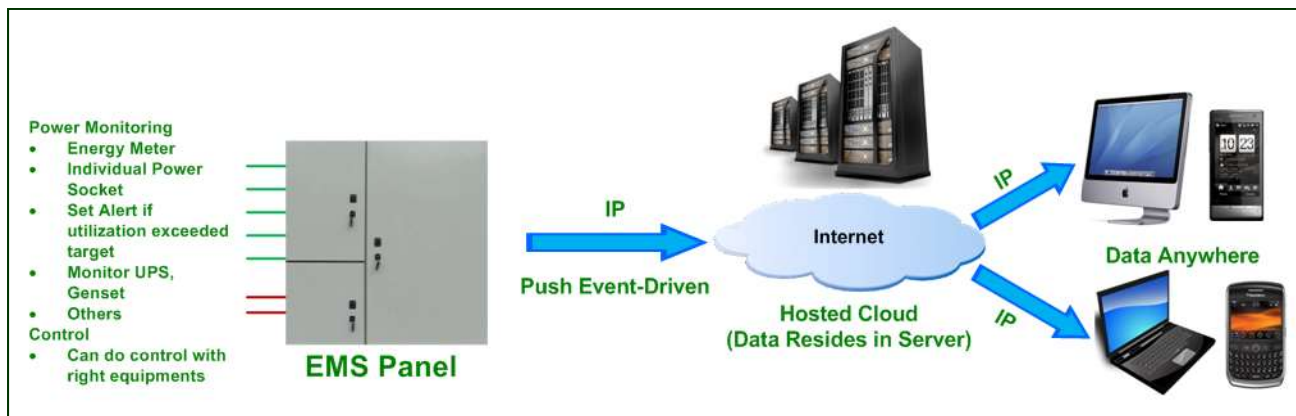 Power Monitoring
• Energy Meter
• Individual Power
Socket
• Set Alert if
utilization exceeded
target
• Monitor UPS,
Genset
• Others
Control
• Can do control with
right equipments
EMS Panel
IP
Push Event-Driven
Internet
Hosted Cloud
(Data Resides in Server)
IP
IP
10 23
Data Anywhere